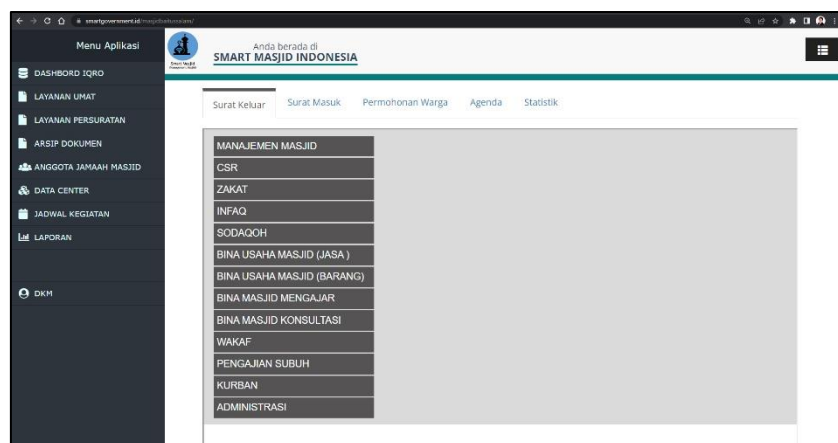 smartgovernment.id/masjidbaitussalam/
Menu Aplikasi
Anda berada di
SMART MASJID INDONESIA
DASHBORD IQRO
LAYANAN UMAT
LAYANAN PERSURATAN
ARSIP DOKUMEN
ANGGOTA JAMAAH MASJID
DATA CENTER
JADWAL KEGIATAN
LAPORAN
DKM
Surat Keluar Surat Masuk Permohonan Warga Agenda Statistik
MANAJEMEN MASJID
CSR
ZAKAT
INFAQ
SODAQOH
BINA USAHA MASJID (JASA )
BINA USAHA MASJID (BARANG)
BINA MASJID MENGAJAR
BINA MASJID KONSULTASI
WAKAF
PENGAJIAN SUBUH
KURBAN
ADMINISTRASI